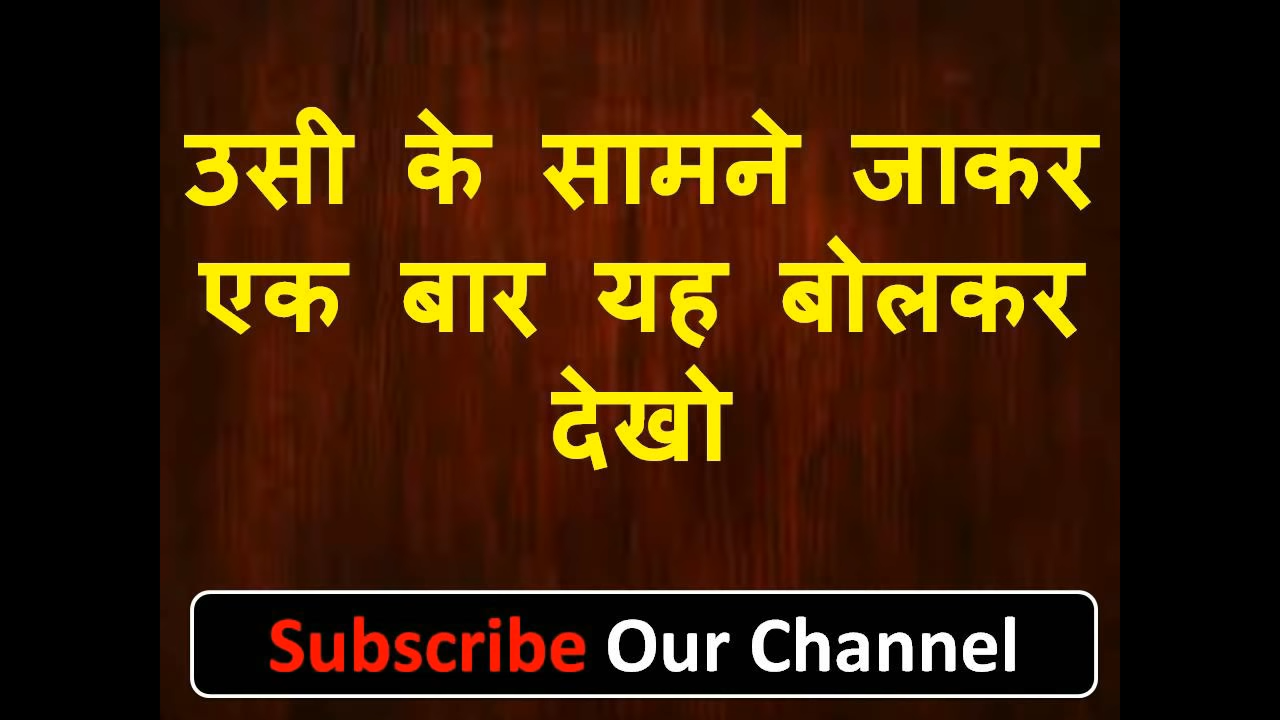 उसी के सामने जाकर
एक बार यह बोलकर
देखो
Subscribe Our Channel